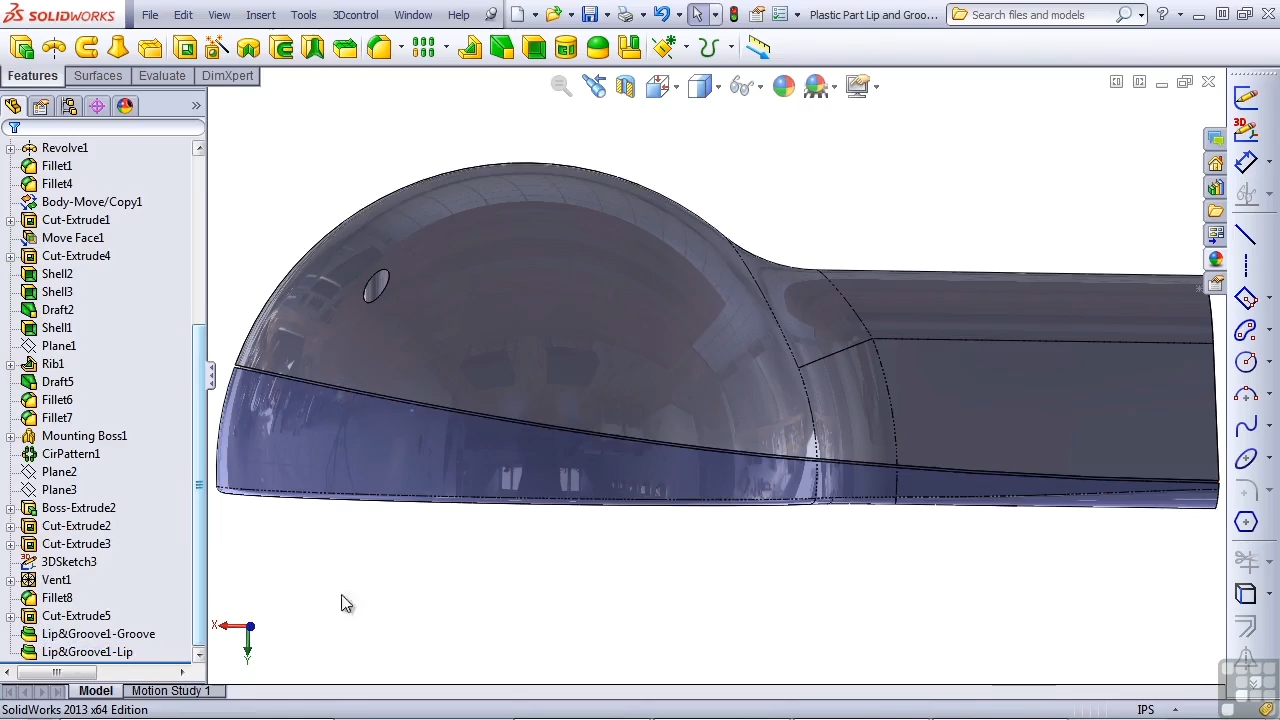 SOLIDWORKS File Edit View Insert Tools 3Dcontrol Window Help Plastic Part Lip and Groo... Search files and models ?
Features Surfaces Evaluate DimXpert
Revolve1
Fillet1
Fillet4
Body-Move/Copy1
Cut-Extrude1
Move Face1
Cut-Extrude4
Shell2
Shell3
Draft2
Shell1
Plane1
Rib1
Draft5
Fillet6
Fillet7
Mounting Boss1
CirPattern1
Plane2
Plane3
Boss-Extrude2
Cut-Extrude2
Cut-Extrude3
3DSketch3
Vent1
Fillet8
Cut-Extrude5
Lip&Groove1-Groove
Lip&Groove1-Lip
X
Y
3D
Model Motion Study 1
SolidWorks 2013 x64 Edition IPS